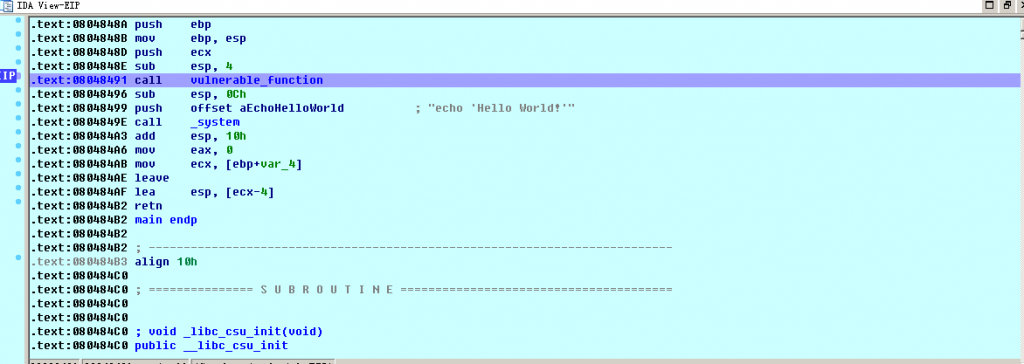 IDA View-EIP
.text:0804848A push ebp
.text:0804848B mov ebp, esp
.text:0804848D push ecx
.text:0804848E sub esp, 4
EIP .text:08048491 call vulnerable_function
.text:08048496 sub esp, 0Ch
.text:08048499 push offset aEchoHelloWorld ; "echo 'Hello World!'"
.text:0804849E call _system
.text:080484A3 add esp, 10h
.text:080484A6 mov eax, 0
.text:080484AB mov ecx, [ebp+var_4]
.text:080484AE leave
.text:080484AF lea esp, [ecx-4]
.text:080484B2 retn
.text:080484B2 main endp
.text:080484B2
.text:080484B2 ; ---------------------------------------------------------------------------
.text:080484B3 align 10h
.text:080484C0
.text:080484C0 ; =============== S U B R O U T I N E =======================================
.text:080484C0
.text:080484C0
.text:080484C0 ; void _libc_csu_init(void)
.text:080484C0 public __libc_csu_init